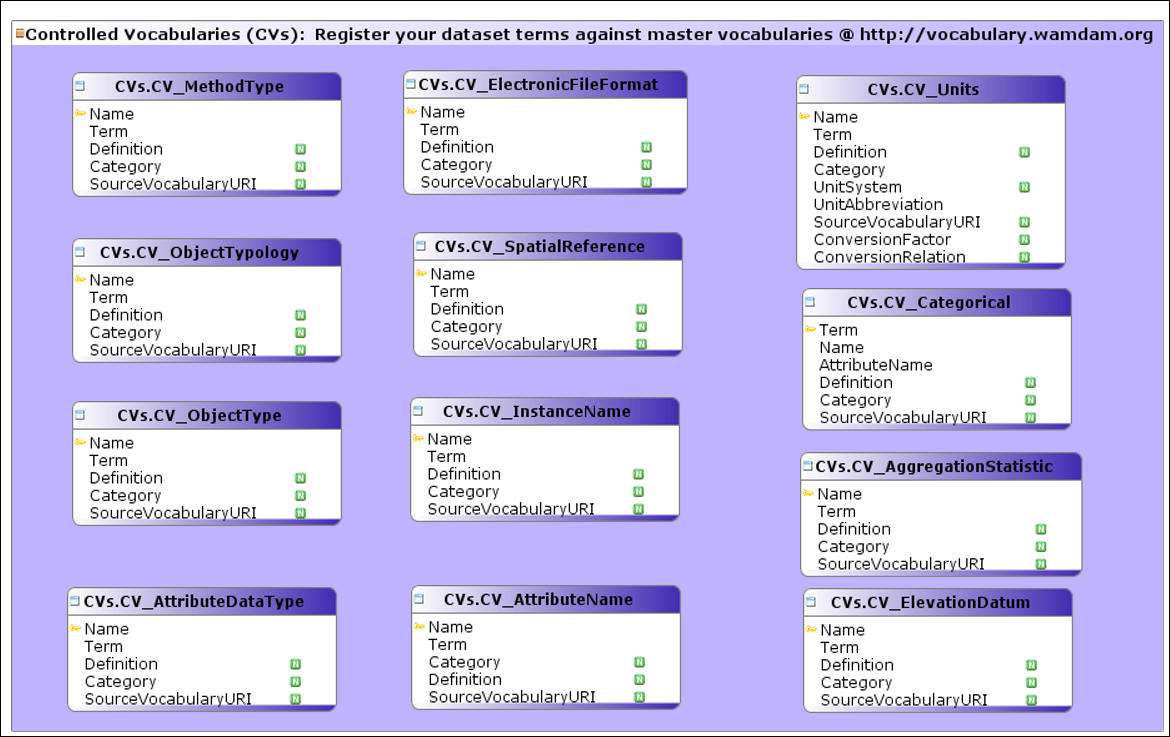 Controlled Vocabularies (CVs): Register your dataset terms against master vocabularies @ http://vocabulary.wamdam.org
CVs.CV_MethodType
Name
Term
Definition N
Category N
SourceVocabularyURI N
CVs.CV_ObjectTypology
Name
Term
Definition N
Category N
SourceVocabularyURI N
CVs.CV_ObjectType
Name
Term
Definition N
Category N
SourceVocabularyURI N
CVs.CV_AttributeDataType
Name
Term
Definition N
Category N
SourceVocabularyURI N
CVs.CV_ElectronicFileFormat
Name
Term
Definition N
Category N
SourceVocabularyURI N
CVs.CV_SpatialReference
Name
Term
Definition N
Category N
SourceVocabularyURI N
CVs.CV_InstanceName
Name
Term
Definition N
Category N
SourceVocabularyURI N
CVs.CV_AttributeName
Name
Term
Category N
Definition N
SourceVocabularyURI N
CVs.CV_Units
Name
Term
Definition N
Category
UnitSystem N
UnitAbbreviation
SourceVocabularyURI N
ConversionFactor N
ConversionRelation N
CVs.CV_Categorical
Term
Name
AttributeName
Definition N
Category N
SourceVocabularyURI N
CVs.CV_AggregationStatistic
Name
Term
Definition N
Category N
SourceVocabularyURI N
CVs.CV_ElevationDatum
Name
Term
Definition N
Category N
SourceVocabularyURI N